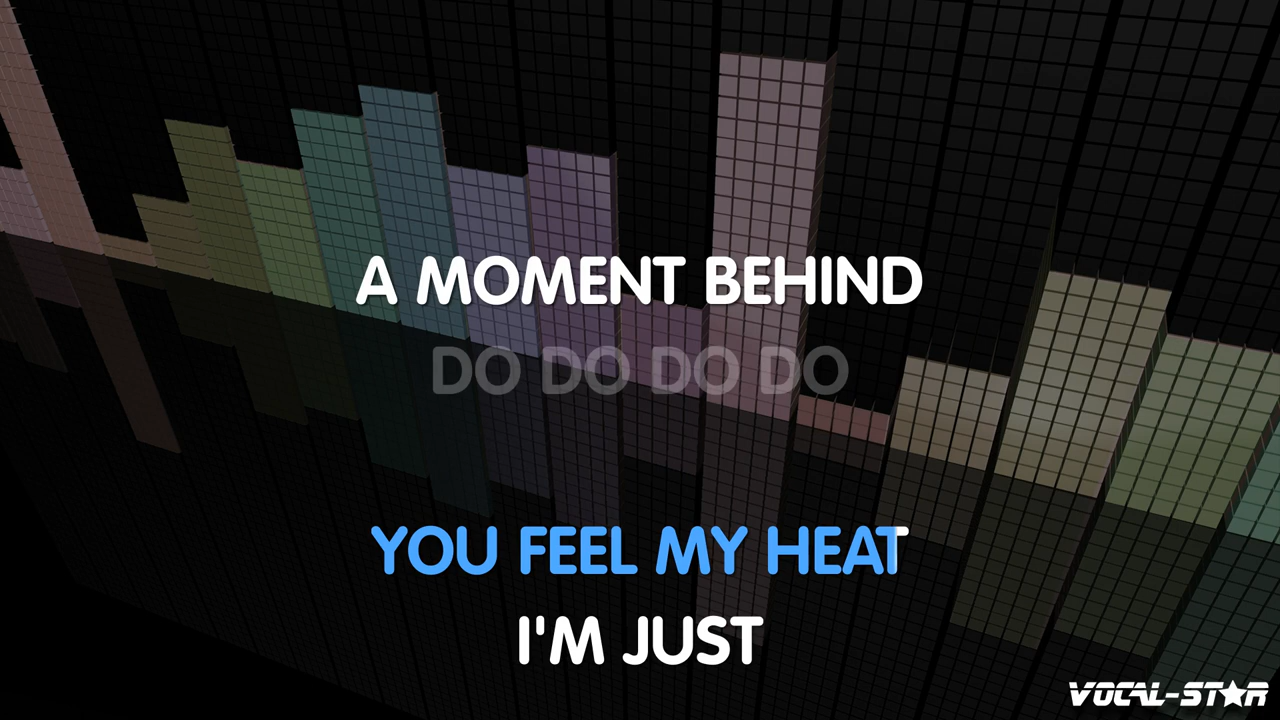 A MOMENT BEHIND
DO DO DO DO
YOU FEEL MY HEAT
I'M JUST
VOCAL-STAR